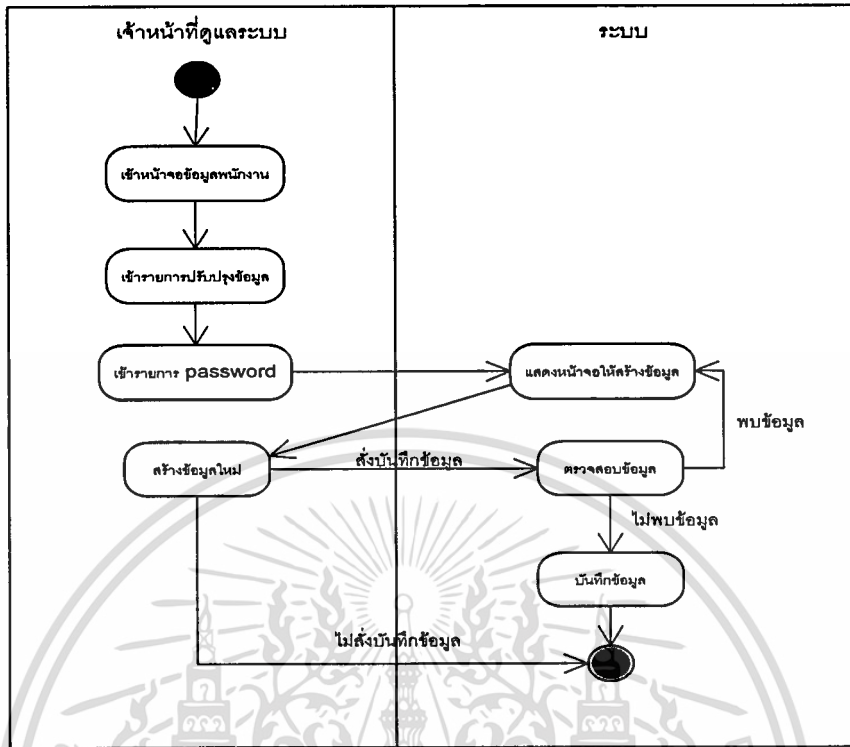 เจ้าหน้าที่ดูแลระบบ
ระบบ
เข้าหน้าจอข้อมูลพนักงาน
เข้ารายการปรับปรุงข้อมูล
เข้ารายการ password
แสดงหน้าจอให้สร้างข้อมูล
พบข้อมูล
สร้างข้อมูลใหม่
สั่งบันทึกข้อมูล
ตรวจสอบข้อมูล
ไม่พบข้อมูล
บันทึกข้อมูล
ไม่สั่งบันทึกข้อมูล